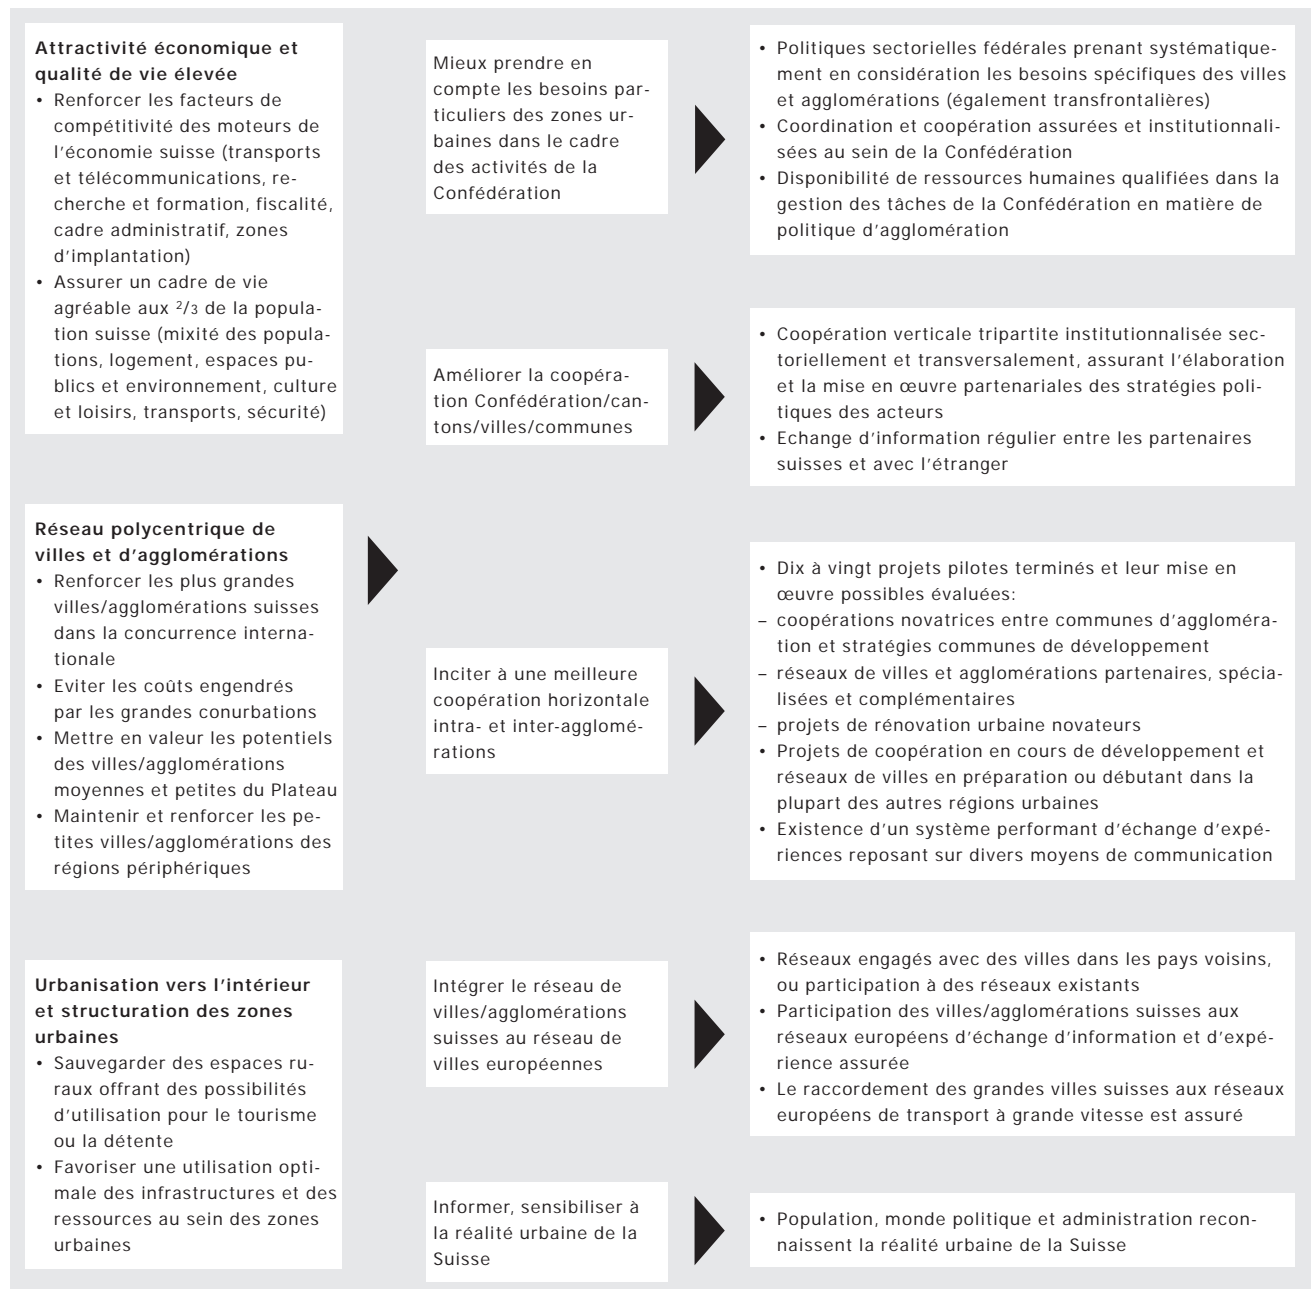 Attractivité économique et
qualité de vie élevée
• Renforcer les facteurs de
compétitivité des moteurs de
l'économie suisse (transports
et télécommunications, re-
cherche et formation, fiscalité,
cadre administratif, zones
d'implantation)
• Assurer un cadre de vie
agréable aux 2/3 de la popula-
tion suisse (mixité des popula-
tions, logement, espaces pu-
blics et environnement, culture
et loisirs, transports, sécurité)
Réseau polycentrique de
villes et d'agglomérations
• Renforcer les plus grandes
villes/agglomérations suisses
dans la concurrence interna-
tionale
• Eviter les coûts engendrés
par les grandes conurbations
• Mettre en valeur les potentiels
des villes/agglomérations
moyennes et petites du Plateau
• Maintenir et renforcer les pe-
tites villes/agglomérations des
régions périphériques
Urbanisation vers l'intérieur
et structuration des zones
urbaines
• Sauvegarder des espaces ru-
raux offrant des possibilités
d'utilisation pour le tourisme
ou la détente
• Favoriser une utilisation opti-
male des infrastructures et des
ressources au sein des zones
urbaines
Mieux prendre en
compte les besoins par-
ticuliers des zones ur-
baines dans le cadre
des activités de la
Confédération
• Politiques sectorielles fédérales prenant systématique-
ment en considération les besoins spécifiques des villes
et agglomérations (également transfrontalières)
• Coordination et coopération assurées et institutionnali-
sées au sein de la Confédération
• Disponibilité de ressources humaines qualifiées dans la
gestion des tâches de la Confédération en matière de
politique d'agglomération
Améliorer la coopéra-
tion Confédération/can-
tons/villes/communes
• Coopération verticale tripartite institutionnalisée sec-
toriellement et transversalement, assurant l'élaboration
et la mise en œuvre partenariales des stratégies poli-
tiques des acteurs
• Echange d'information régulier entre les partenaires
suisses et avec l'étranger
Inciter à une meilleure
coopération horizontale
intra- et inter-agglomé-
rations
• Dix à vingt projets pilotes terminés et leur mise en
œuvre possibles évaluées:
– coopérations novatrices entre communes d'aggloméra-
tion et stratégies communes de développement
– réseaux de villes et agglomérations partenaires, spécia-
lisées et complémentaires
– projets de rénovation urbaine novateurs
• Projets de coopération en cours de développement et
réseaux de villes en préparation ou débutant dans la
plupart des autres régions urbaines
• Existence d'un système performant d'échange d'expé-
riences reposant sur divers moyens de communication
Intégrer le réseau de
villes/agglomérations
suisses au réseau de
villes européennes
• Réseaux engagés avec des villes dans les pays voisins,
ou participation à des réseaux existants
• Participation des villes/agglomérations suisses aux
réseaux européens d'échange d'information et d'expé-
rience assurée
• Le raccordement des grandes villes suisses aux réseaux
européens de transport à grande vitesse est assuré
Informer, sensibiliser à
la réalité urbaine de la
Suisse
• Population, monde politique et administration recon-
naissent la réalité urbaine de la Suisse